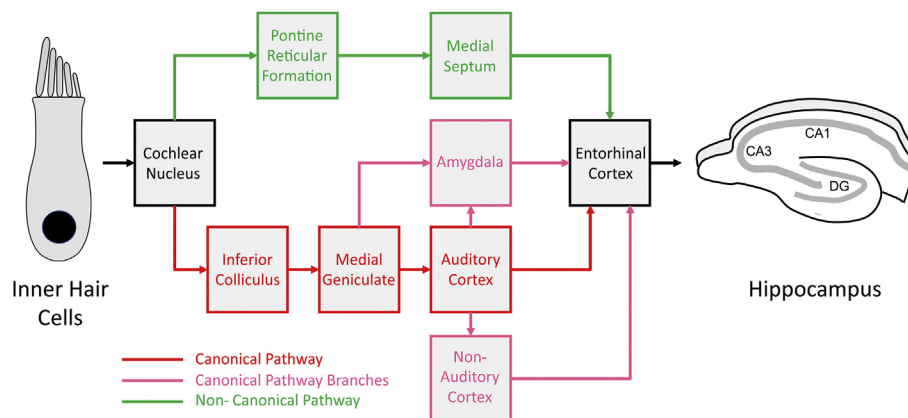 Pontine
Reticular
Formation
Medial
Septum
Cochlear
Nucleus
Amygdala
Entorhinal
Cortex
CA1
CA3
DG
Inferior
Colliculus
Medial
Geniculate
Auditory
Cortex
Inner Hair
Cells
Hippocampus
Non-
Auditory
Cortex
Canonical Pathway
Canonical Pathway Branches
Non- Canonical Pathway